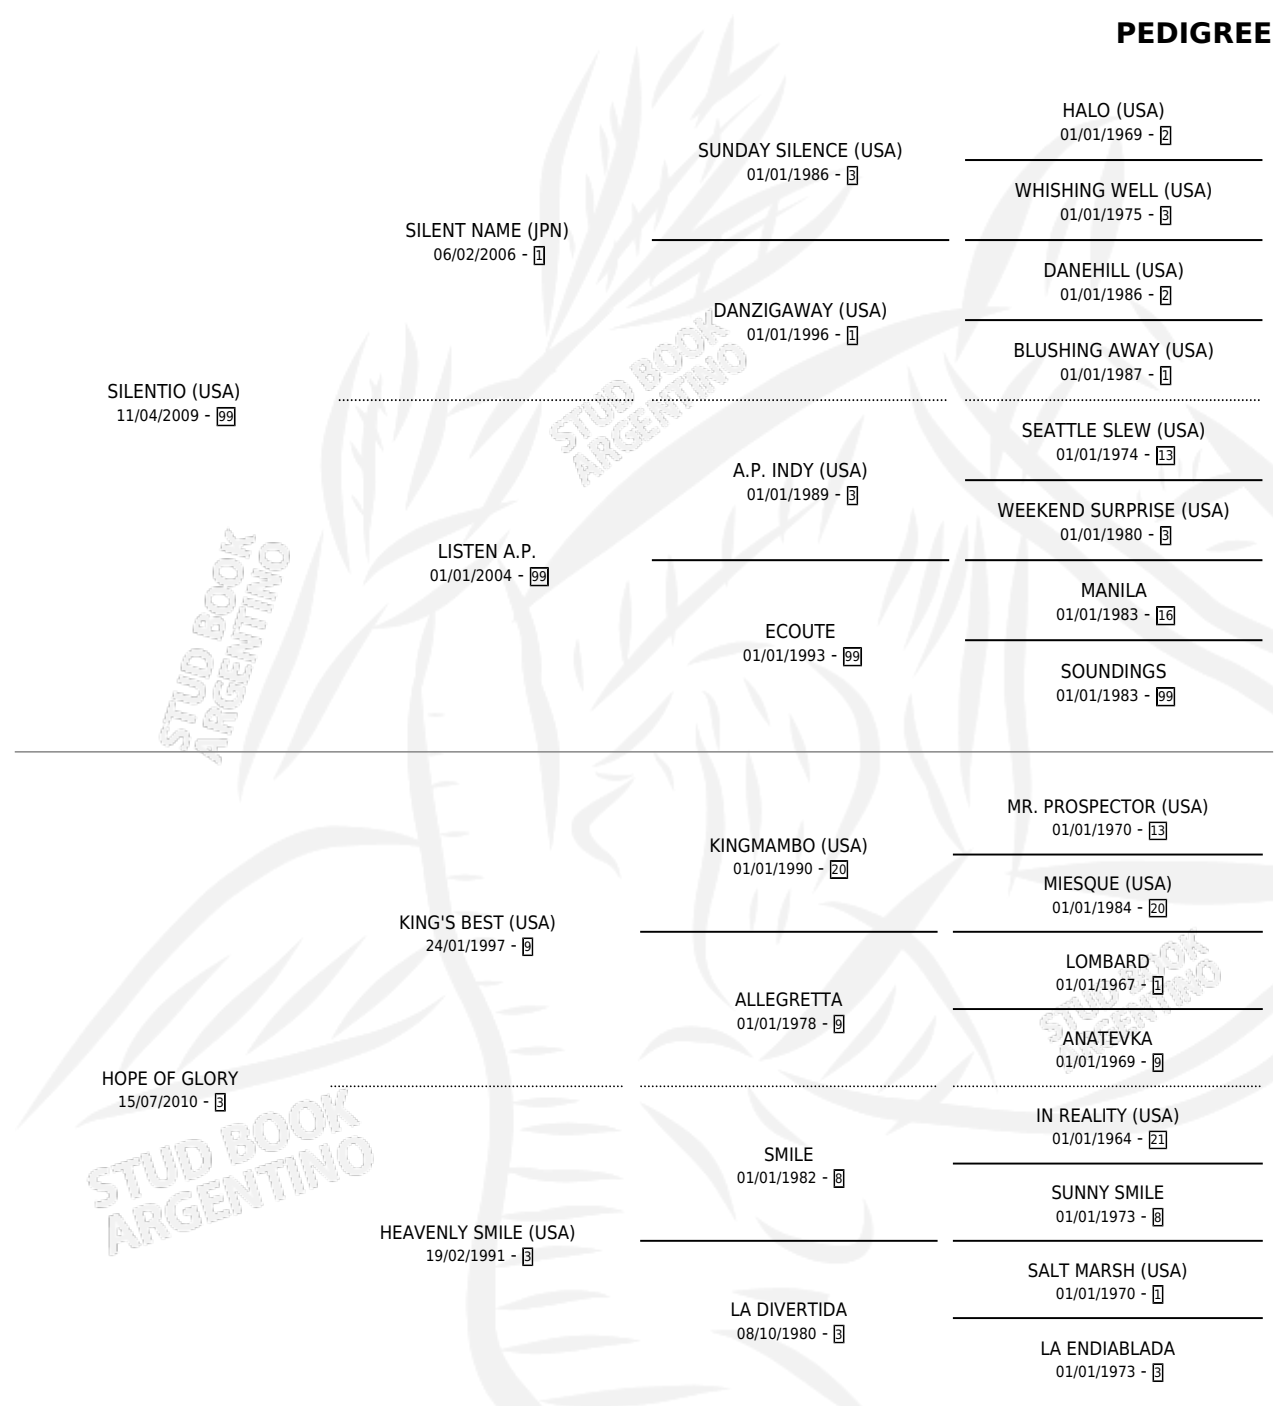 PEDIGREE
HALO (USA)
01/01/1969 - 2
SUNDAY SILENCE (USA)
01/01/1986 - 3
WHISHING WELL (USA)
01/01/1975 - 3
SILENT NAME (JPN)
06/02/2006 - 1
DANEHILL (USA)
01/01/1986 - 2
DANZIGAWAY (USA)
01/01/1996 - 1
BLUSHING AWAY (USA)
01/01/1987 - 1
SILENTIO (USA)
11/04/2009 - 99
SEATTLE SLEW (USA)
01/01/1974 - 13
A.P. INDY (USA)
01/01/1989 - 3
WEEKEND SURPRISE (USA)
01/01/1980 - 3
LISTEN A.P.
01/01/2004 - 99
MANILA
01/01/1983 - 16
ECOUTE
01/01/1993 - 99
SOUNDINGS
01/01/1983 - 99
MR. PROSPECTOR (USA)
01/01/1970 - 13
KINGMAMBO (USA)
01/01/1990 - 20
MIESQUE (USA)
01/01/1984 - 20
KING'S BEST (USA)
24/01/1997 - 9
LOMBARD
01/01/1967 - 1
ALLEGRETTA
01/01/1978 - 9
ANATEVKA
01/01/1969 - 9
HOPE OF GLORY
15/07/2010 - 3
IN REALITY (USA)
01/01/1964 - 21
SMILE
01/01/1982 - 8
SUNNY SMILE
01/01/1973 - 8
HEAVENLY SMILE (USA)
19/02/1991 - 3
SALT MARSH (USA)
01/01/1970 - 1
LA DIVERTIDA
08/10/1980 - 3
LA ENDIABLADA
01/01/1973 - 3
STUD BOOK
ARGENTINO
STUD BOOK
ARGENTINO
STUD BOOK
ARGENTINO
STUD BOOK
ARGENTINO